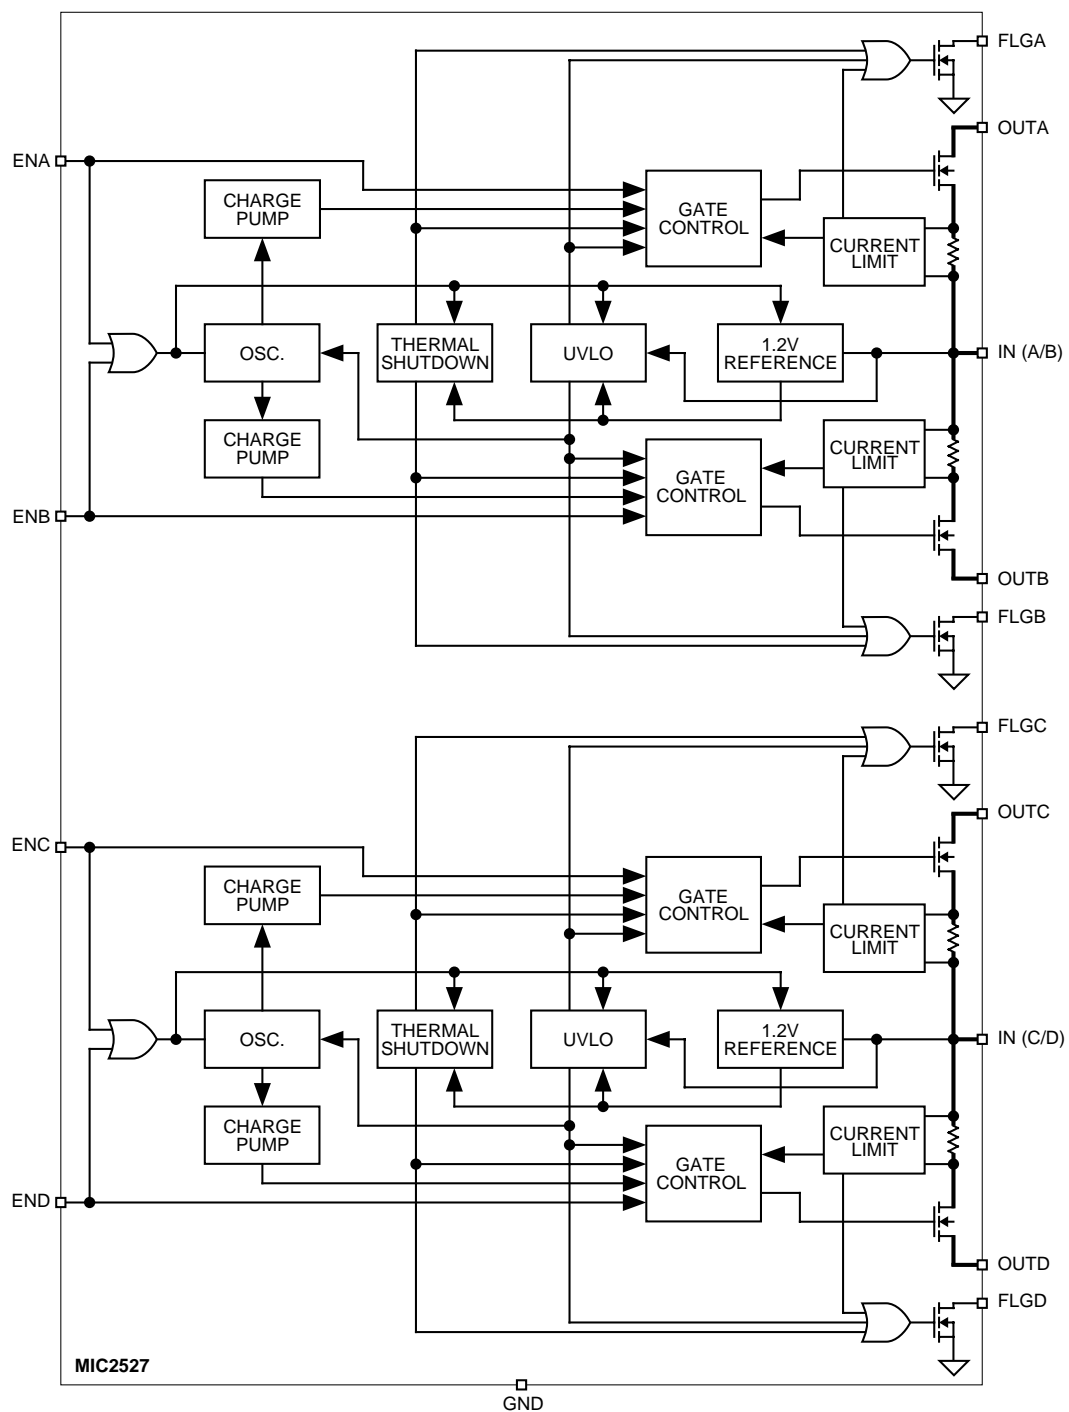 FLGA
OUTA
ENA
CHARGE
PUMP
GATE
CONTROL
CURRENT
LIMIT
OSC.
THERMAL
SHUTDOWN
UVLO
1.2V
REFERENCE
IN (A/B)
CHARGE
PUMP
GATE
CONTROL
CURRENT
LIMIT
ENB
OUTB
FLGB
FLGC
OUTC
ENC
CHARGE
PUMP
GATE
CONTROL
CURRENT
LIMIT
OSC.
THERMAL
SHUTDOWN
UVLO
1.2V
REFERENCE
IN (C/D)
CHARGE
PUMP
GATE
CONTROL
CURRENT
LIMIT
END
OUTD
FLGD
MIC2527
GND